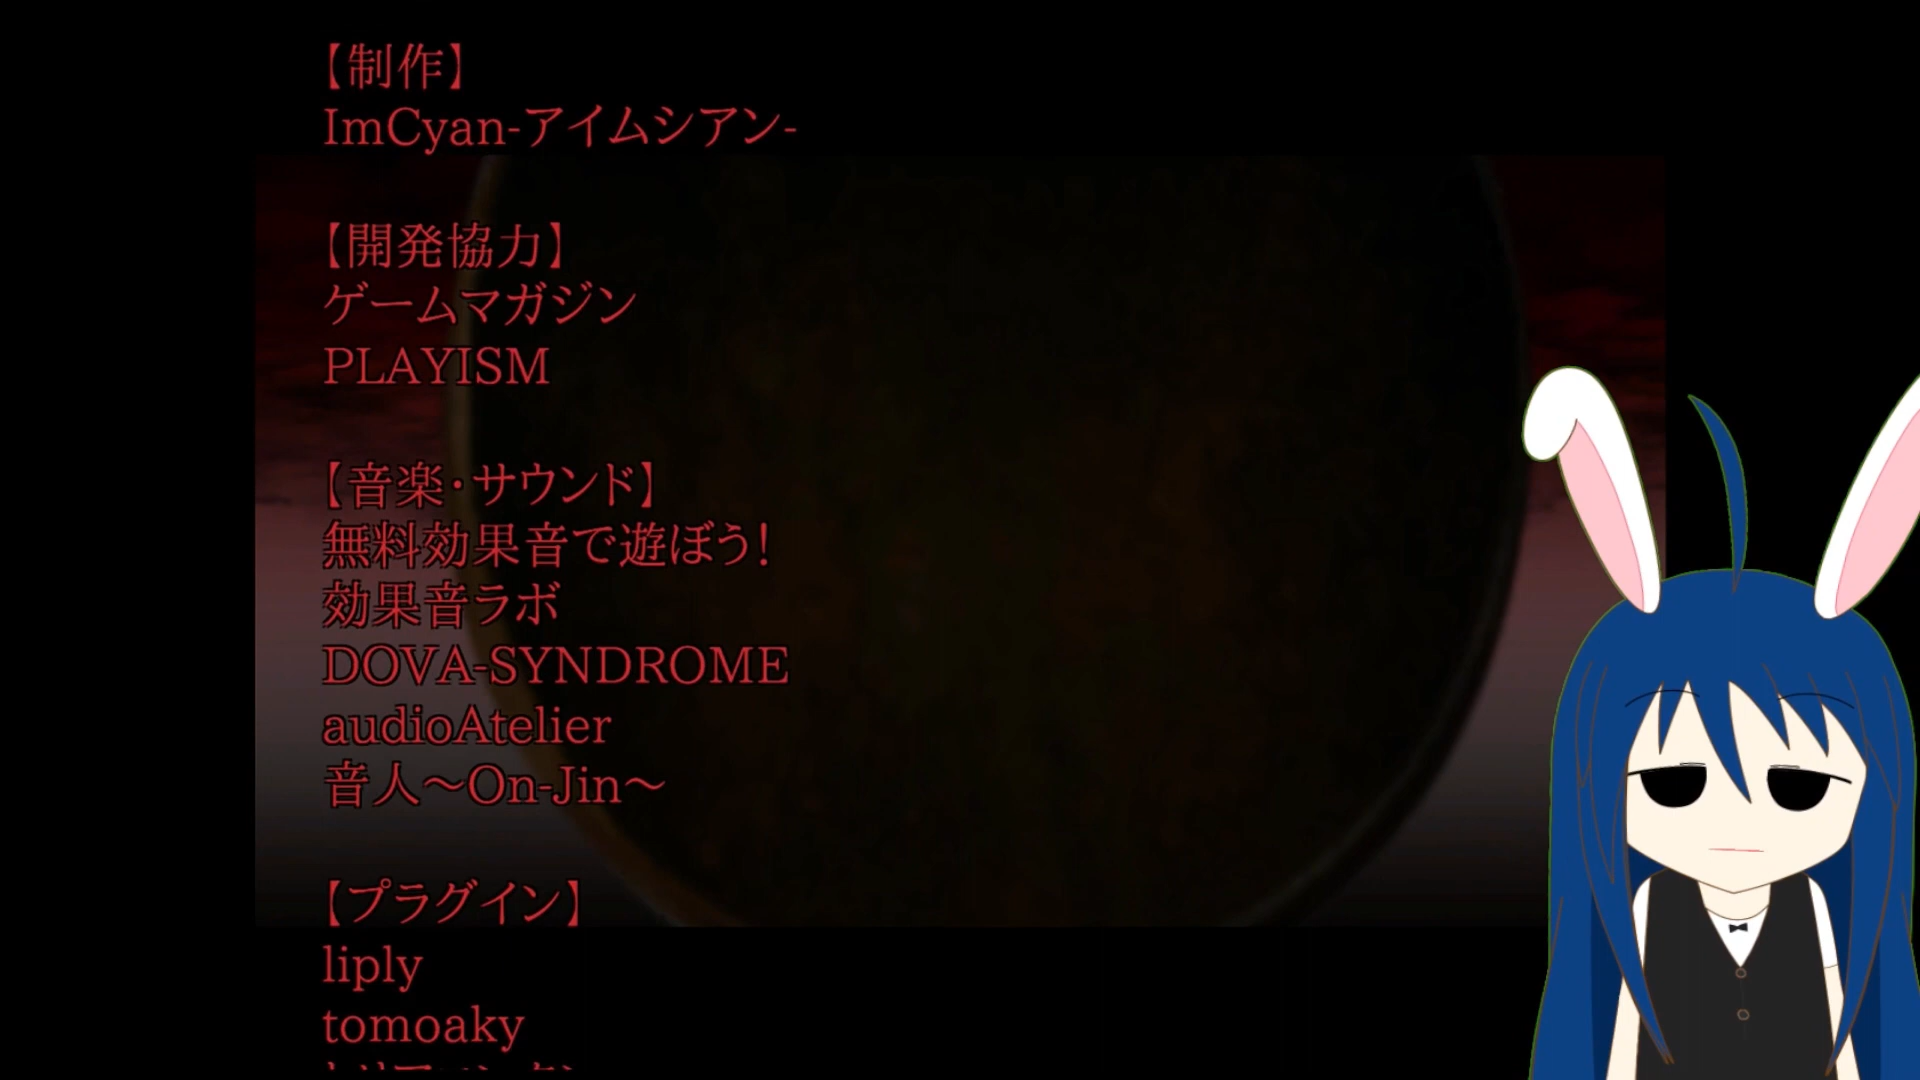 【制作】
ImCyan-アイムシアン-
【開発協力】
ゲームマガジン
PLAYISM
【音楽・サウンド】
無料効果音で遊ぼう！
効果音ラボ
DOVA-SYNDROME
audioAtelier
音人～On-Jin～
【プラグイン】
liply
tomoaky